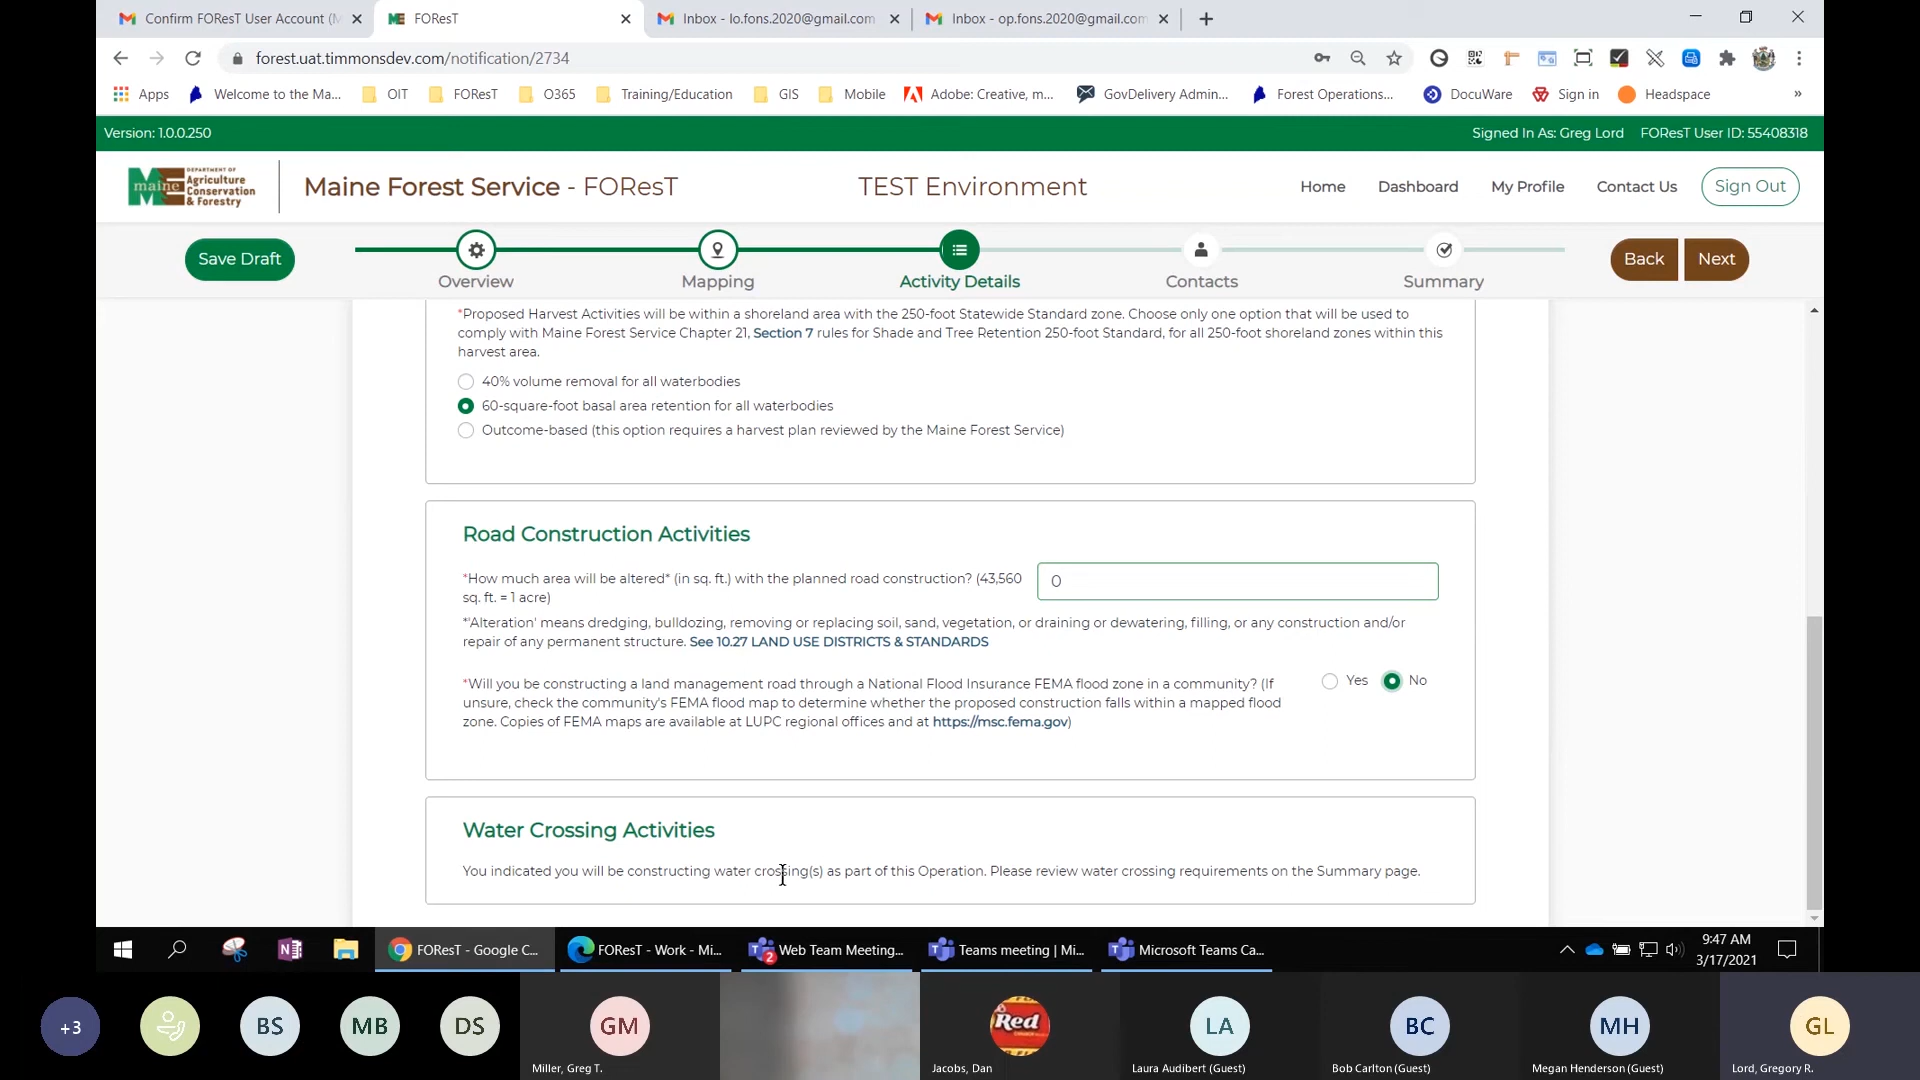 Confirm FOResT User Account (M
FOResT
Inbox - lo.fons.2020@gmail.com
Inbox - op.fons.2020@gmail.com
forest.uat.timmonsdev.com/notification/2734
Apps
Welcome to the Ma...
OIT
FOResT
O365
Training/Education
GIS
Mobile
Adobe: Creative, m...
GovDelivery Admin...
Forest Operations...
DocuWare
Sign in
Headspace
»
Version: 1.0.0.250
Signed In As: Greg Lord
FOResT User ID: 55408318
maine
DEPARTMENT OF
Agriculture
Conservation
& Forestry
Maine Forest Service - FOResT
TEST Environment
Home
Dashboard
My Profile
Contact Us
Sign Out
Save Draft
Overview
Mapping
Activity Details
Contacts
Summary
Back
Next
*Proposed Harvest Activities will be within a shoreland area with the 250-foot Statewide Standard zone. Choose only one option that will be used to
comply with Maine Forest Service Chapter 21, Section 7 rules for Shade and Tree Retention 250-foot Standard, for all 250-foot shoreland zones within this
harvest area.
40% volume removal for all waterbodies
60-square-foot basal area retention for all waterbodies
Outcome-based (this option requires a harvest plan reviewed by the Maine Forest Service)
Road Construction Activities
*How much area will be altered* (in sq. ft.) with the planned road construction? (43,560
sq. ft. = 1 acre)
0
*'Alteration' means dredging, bulldozing, removing or replacing soil, sand, vegetation, or draining or dewatering, filling, or any construction and/or
repair of any permanent structure. See 10.27 LAND USE DISTRICTS & STANDARDS
*Will you be constructing a land management road through a National Flood Insurance FEMA flood zone in a community? (If
unsure, check the community's FEMA flood map to determine whether the proposed construction falls within a mapped flood
zone. Copies of FEMA maps are available at LUPC regional offices and at https://msc.fema.gov)
Yes
No
Water Crossing Activities
You indicated you will be constructing water crossing(s) as part of this Operation. Please review water crossing requirements on the Summary page.
FOResT - Google C...
FOResT - Work - Mi...
2
Web Team Meeting...
Teams meeting | Mi...
Microsoft Teams Ca...
9:47 AM
3/17/2021
+3
BS
MB
DS
GM
Red
LA
BC
MH
GL
Miller, Greg T.
Jacobs, Dan
Laura Audibert (Guest)
Bob Carlton (Guest)
Megan Henderson (Guest)
Lord, Gregory R.